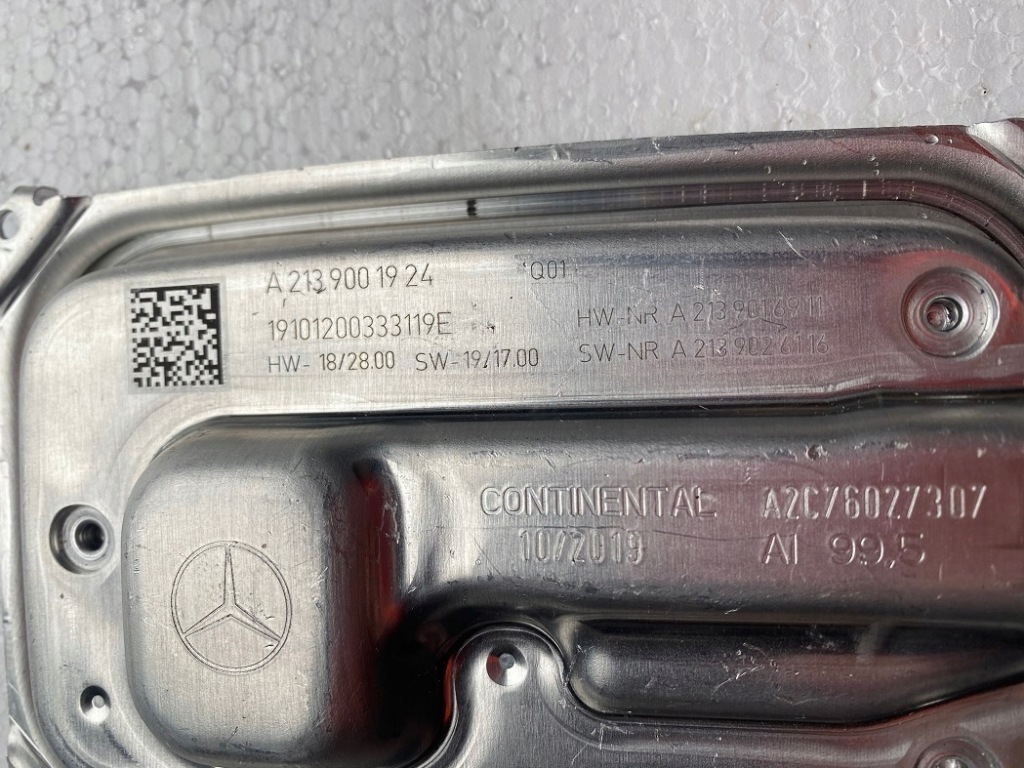 A 213 900 19 24 Q01
19101200333119E HW-NR A 213 901 69 11
HW- 18/28.00 SW-19/17.00 SW-NR A 213 902 61 16
CONTINENTAL A2C76027307
10/2019 Al 99,5